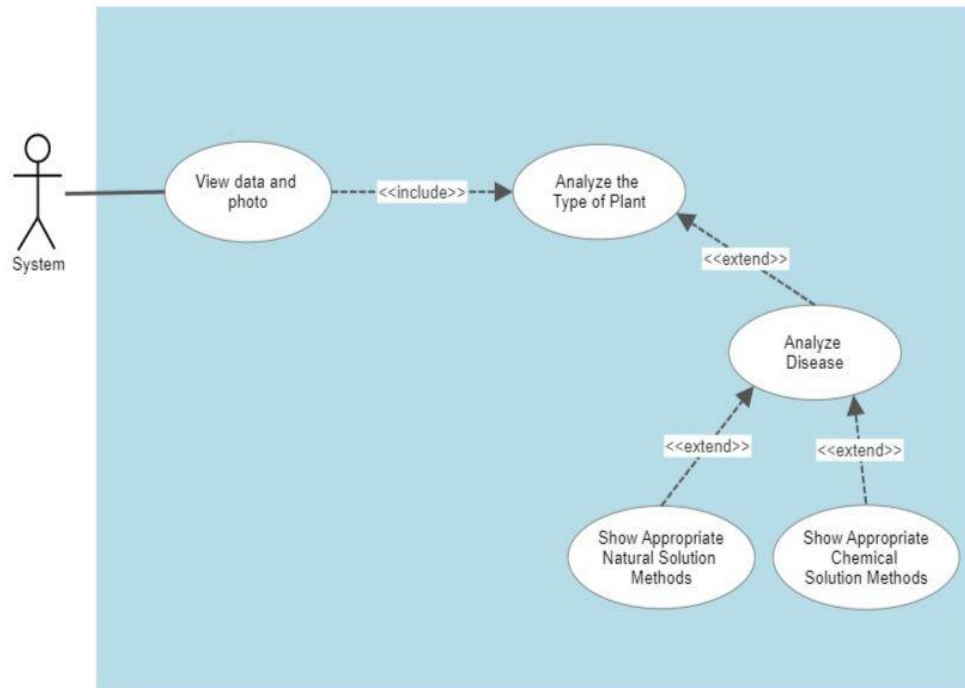 View data and
photo
<<include>>
Analyze the
Type of Plant
System
<<extend>>
Analyze
Disease
<<extend>>
<<extend>>
Show Appropriate
Natural Solution
Methods
Show Appropriate
Chemical
Solution Methods